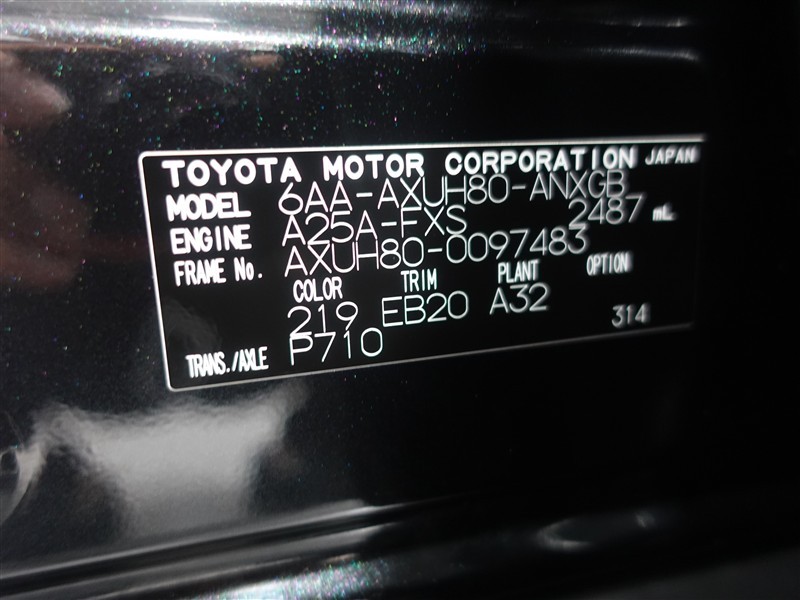 TOYOTA MOTOR CORPORATION JAPAN
MODEL 6AA-AXUH80-ANXGB
ENGINE A25A-FXS 2487 mL
FRAME No. AXUH80-0097483
COLOR TRIM PLANT OPTION
219 EB20 A32
TRANS./AXLE P710 314